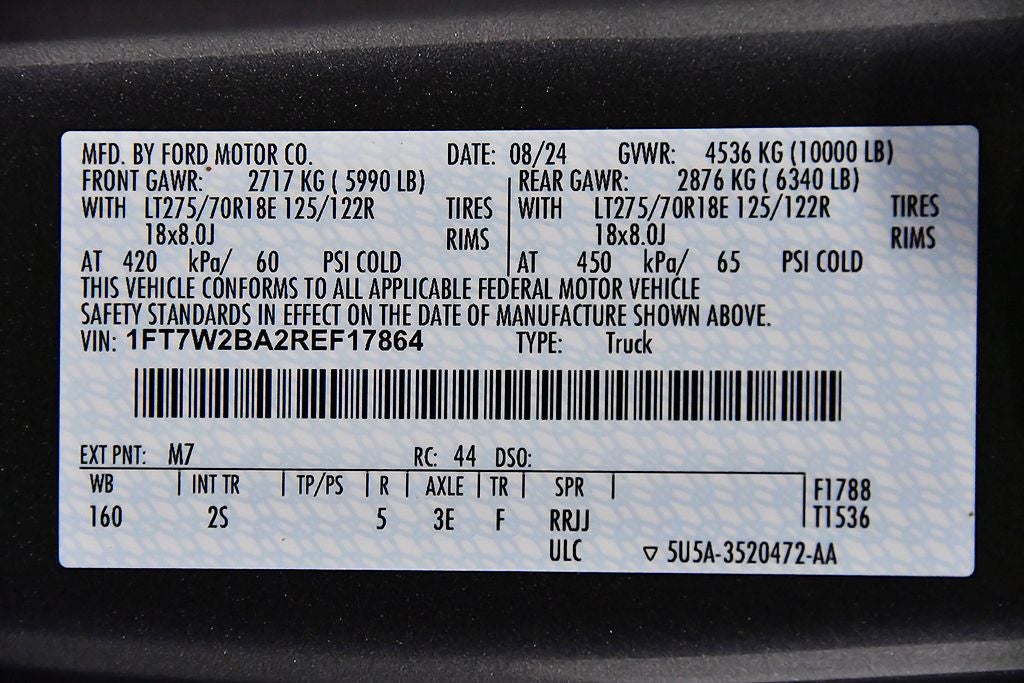 MFD. BY FORD MOTOR CO. DATE: 08/24 GVWR: 4536 KG (10000 LB)
FRONT GAWR: 2717 KG ( 5990 LB) REAR GAWR: 2876 KG ( 6340 LB)
WITH LT275/70R18E 125/122R TIRES WITH LT275/70R18E 125/122R TIRES
18x8.0J RIMS 18x8.0J RIMS
AT 420 kPa/ 60 PSI COLD AT 450 kPa/ 65 PSI COLD
THIS VEHICLE CONFORMS TO ALL APPLICABLE FEDERAL MOTOR VEHICLE
SAFETY STANDARDS IN EFFECT ON THE DATE OF MANUFACTURE SHOWN ABOVE.
VIN: 1FT7W2BA2REF17864 TYPE: Truck
EXT PNT: M7 RC: 44 DSO:
WB INT TR TP/PS R AXLE TR SPR F1788
160 2S 5 3E F RRJJ T1536
ULC ▽ 5U5A-3520472-AA